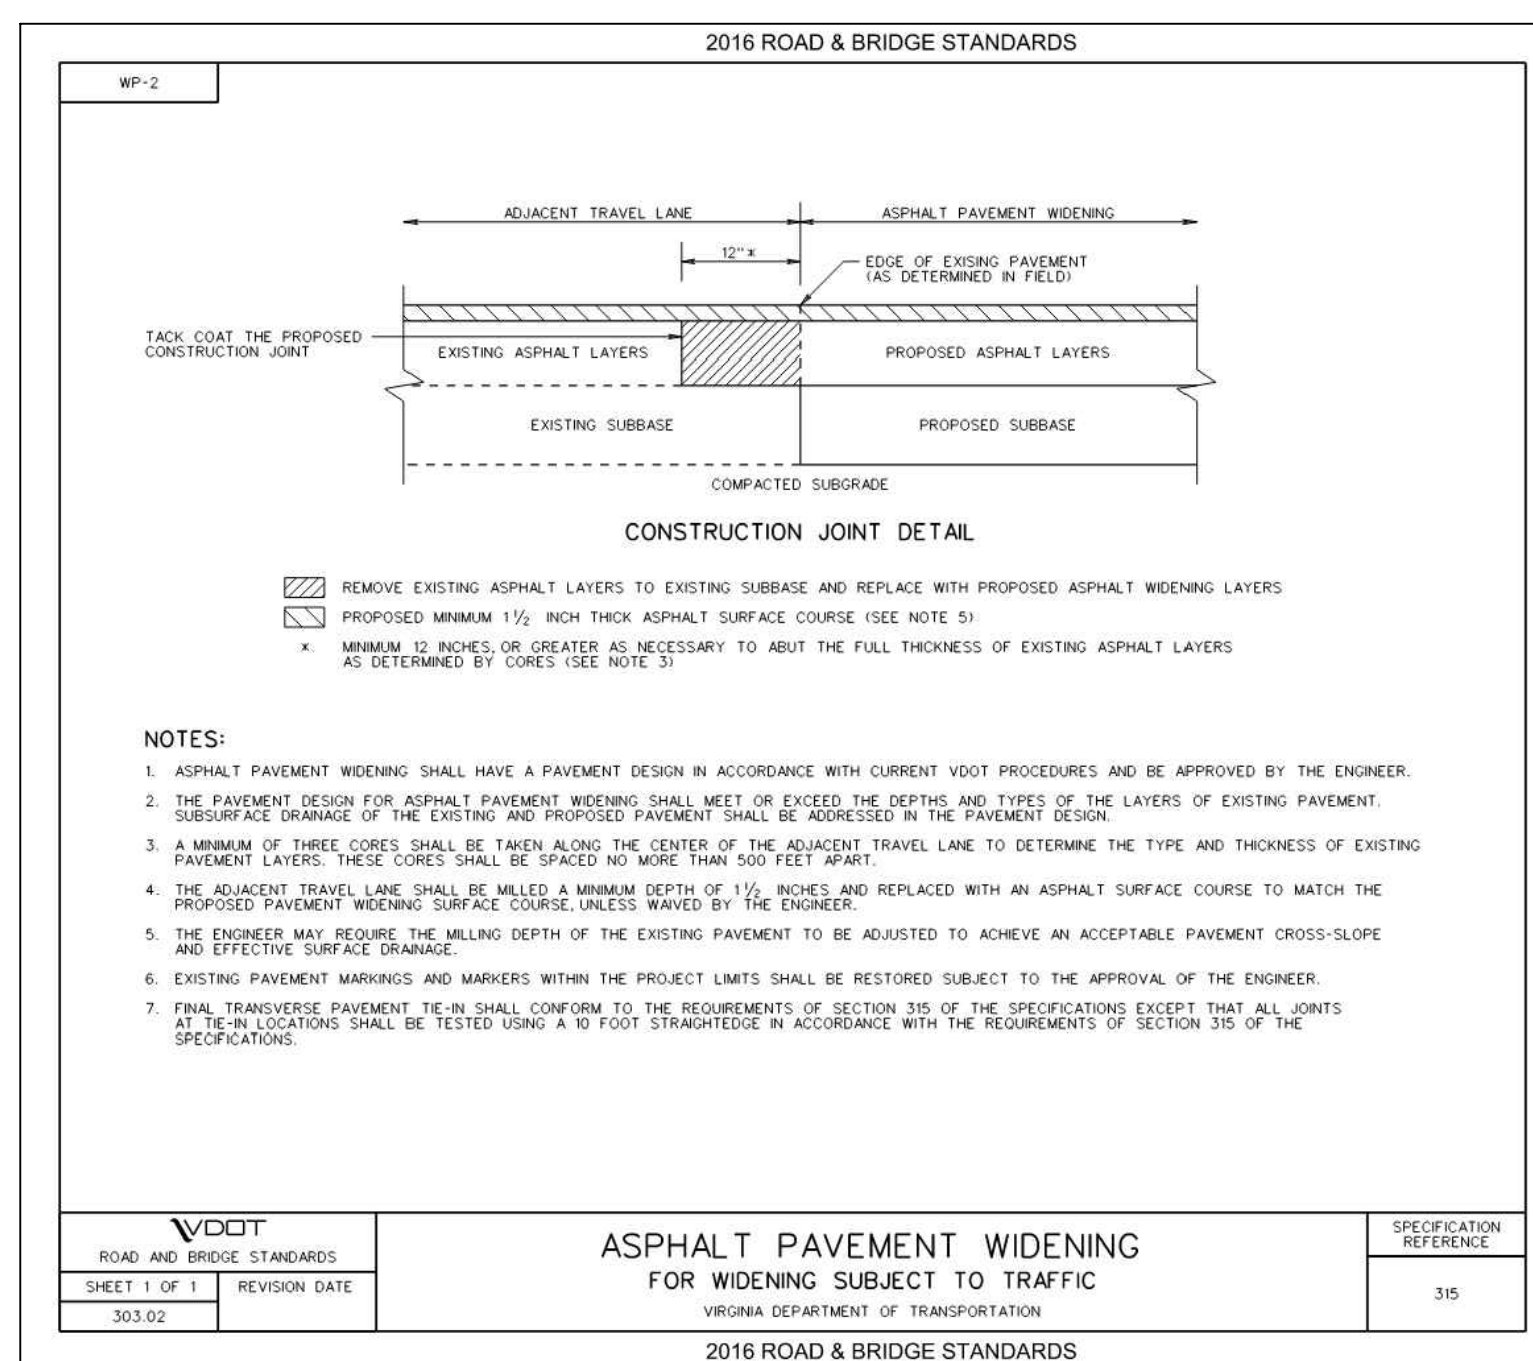 2016 ROAD & BRIDGE STANDARDS
WP-2
ADJACENT TRAVEL LANE
ASPHALT PAVEMENT WIDENING
12" *
EDGE OF EXISING PAVEMENT
(AS DETERMINED IN FIELD)
TACK COAT THE PROPOSED
CONSTRUCTION JOINT
EXISTING ASPHALT LAYERS
PROPOSED ASPHALT LAYERS
EXISTING SUBBASE
PROPOSED SUBBASE
COMPACTED SUBGRADE
CONSTRUCTION JOINT DETAIL
REMOVE EXISTING ASPHALT LAYERS TO EXISTING SUBBASE AND REPLACE WITH PROPOSED ASPHALT WIDENING LAYERS
PROPOSED MINIMUM 1 1/2 INCH THICK ASPHALT SURFACE COURSE (SEE NOTE 5)
*. MINIMUM 12 INCHES, OR GREATER AS NECESSARY TO ABUT THE FULL THICKNESS OF EXISTING ASPHALT LAYERS
AS DETERMINED BY CORES (SEE NOTE 3)
NOTES:
1. ASPHALT PAVEMENT WIDENING SHALL HAVE A PAVEMENT DESIGN IN ACCORDANCE WITH CURRENT VDOT PROCEDURES AND BE APPROVED BY THE ENGINEER.
2. THE PAVEMENT DESIGN FOR ASPHALT PAVEMENT WIDENING SHALL MEET OR EXCEED THE DEPTHS AND TYPES OF THE LAYERS OF EXISTING PAVEMENT.
SUBSURFACE DRAINAGE OF THE EXISTING AND PROPOSED PAVEMENT SHALL BE ADDRESSED IN THE PAVEMENT DESIGN.
3. A MINIMUM OF THREE CORES SHALL BE TAKEN ALONG THE CENTER OF THE ADJACENT TRAVEL LANE TO DETERMINE THE TYPE AND THICKNESS OF EXISTING
PAVEMENT LAYERS. THESE CORES SHALL BE SPACED NO MORE THAN 500 FEET APART.
4. THE ADJACENT TRAVEL LANE SHALL BE MILLED A MINIMUM DEPTH OF 1 1/2 INCHES AND REPLACED WITH AN ASPHALT SURFACE COURSE TO MATCH THE
PROPOSED PAVEMENT WIDENING SURFACE COURSE, UNLESS WAIVED BY THE ENGINEER.
5. THE ENGINEER MAY REQUIRE THE MILLING DEPTH OF THE EXISTING PAVEMENT TO BE ADJUSTED TO ACHIEVE AN ACCEPTABLE PAVEMENT CROSS-SLOPE
AND EFFECTIVE SURFACE DRAINAGE.
6. EXISTING PAVEMENT MARKINGS AND MARKERS WITHIN THE PROJECT LIMITS SHALL BE RESTORED SUBJECT TO THE APPROVAL OF THE ENGINEER.
7. FINAL TRANSVERSE PAVEMENT TIE-IN SHALL CONFORM TO THE REQUIREMENTS OF SECTION 315 OF THE SPECIFICATIONS EXCEPT THAT ALL JOINTS
AT TIE-IN LOCATIONS SHALL BE TESTED USING A 10 FOOT STRAIGHTEDGE IN ACCORDANCE WITH THE REQUIREMENTS OF SECTION 315 OF THE
SPECIFICATIONS.
VDOT
ROAD AND BRIDGE STANDARDS
SHEET 1 OF 1
REVISION DATE
303.02
ASPHALT PAVEMENT WIDENING
FOR WIDENING SUBJECT TO TRAFFIC
VIRGINIA DEPARTMENT OF TRANSPORTATION
SPECIFICATION
REFERENCE
315
2016 ROAD & BRIDGE STANDARDS